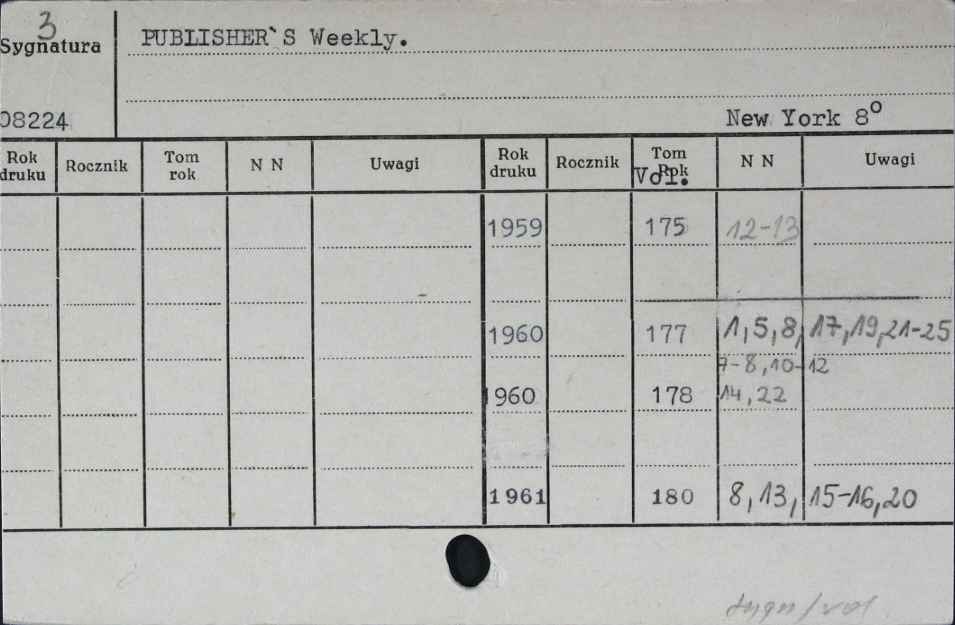 3
Sygnatura PUBLISHER`S Weekly.
08224 New York 8°
Rok druku Rocznik Tom rok N N Uwagi Rok druku Rocznik Tom Rok Vol. N N Uwagi
1959 175 12-13
1960 177 1,5,8,17,19,21-25
7-8,10-12
1960 178 14,22
1961 180 8,13,15-16,20